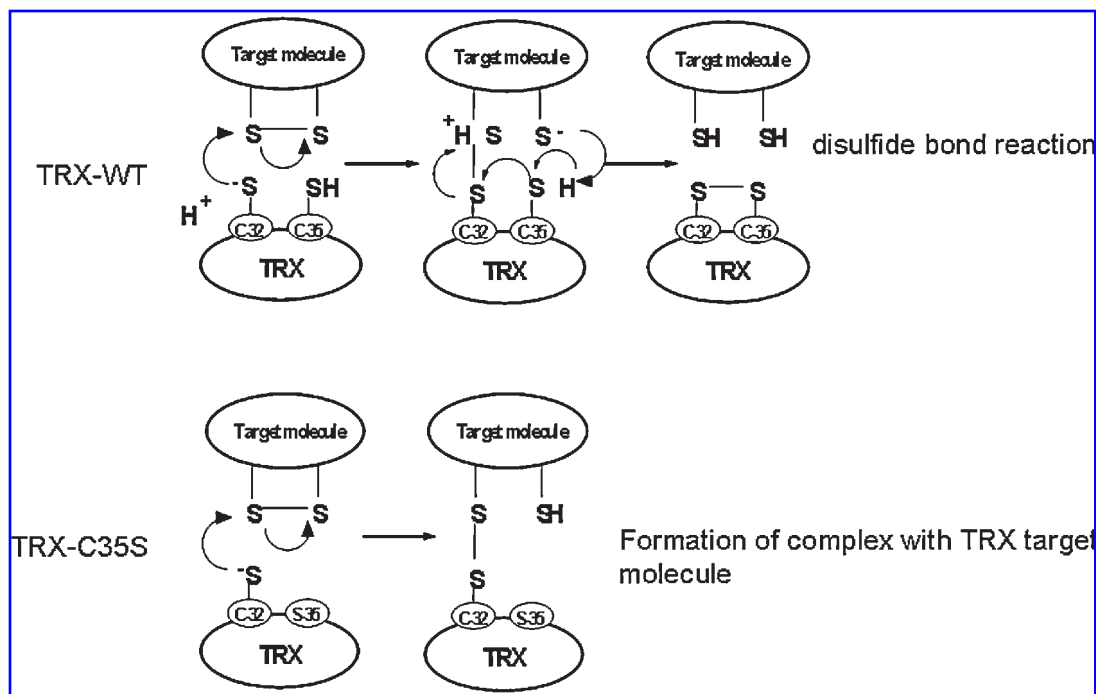 Target molecule
Target molecule
Target molecule
S S
+
H S S-
SH SH
disulfide bond reaction
TRX-WT
-S SH
S S H
S S
H+
C32 C35
C32 C35
C32 C35
TRX
TRX
TRX
Target molecule
Target molecule
S S
S SH
TRX-C35S
Formation of complex with TRX target
molecule
-S
S
C32 S35
C32 S35
TRX
TRX